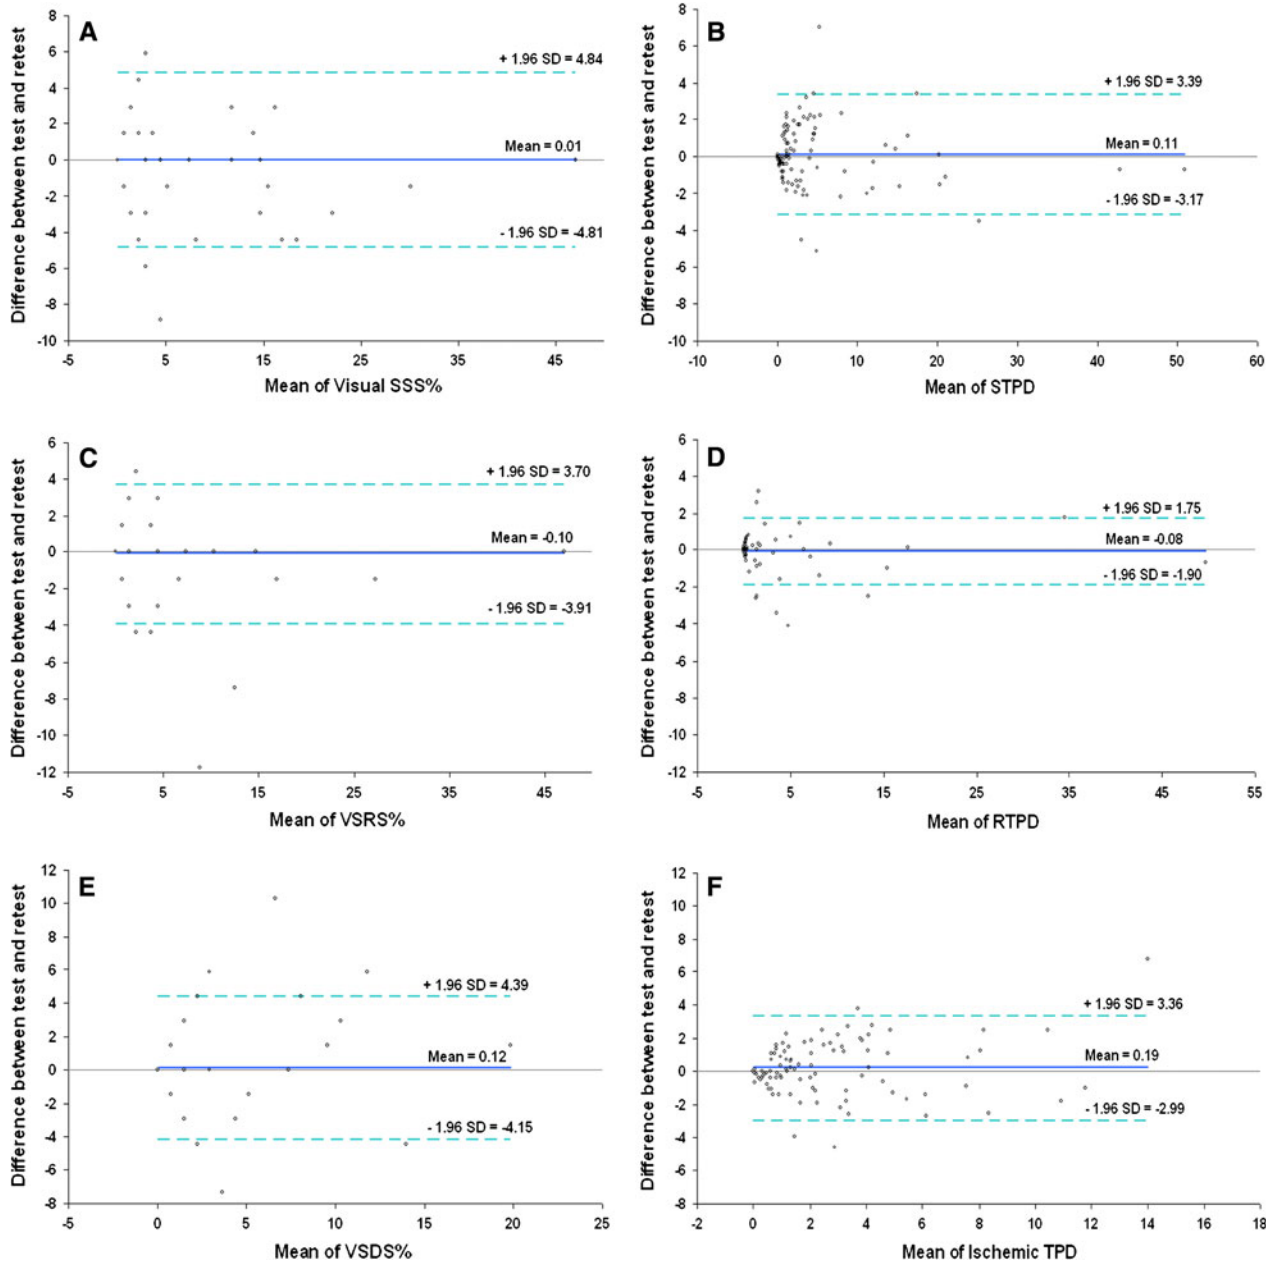 A
Difference between test and retest
8
6
4
2
0
-2
-4
-6
-8
-10
+ 1.96 SD = 4.84
Mean = 0.01
- 1.96 SD = -4.81
-5
5
15
25
35
45
Mean of Visual SSS%
B
Difference between test and retest
8
6
4
2
0
-2
-4
-6
-8
-10
+ 1.96 SD = 3.39
Mean = 0.11
- 1.96 SD = -3.17
-10
0
10
20
30
40
50
60
Mean of STPD
C
Difference between test and retest
6
4
2
0
-2
-4
-6
-8
-10
-12
+ 1.96 SD = 3.70
Mean = -0.10
- 1.96 SD = -3.91
-5
5
15
25
35
45
Mean of VSRS%
D
Difference between test and retest
6
4
2
0
-2
-4
-6
-8
-10
-12
+ 1.96 SD = 1.75
Mean = -0.08
- 1.96 SD = -1.90
-5
5
15
25
35
45
55
Mean of RTPD
E
Difference between test and retest
12
10
8
6
4
2
0
-2
-4
-6
-8
+ 1.96 SD = 4.39
Mean = 0.12
- 1.96 SD = -4.15
-5
0
5
10
15
20
25
Mean of VSDS%
F
Difference between test and retest
12
10
8
6
4
2
0
-2
-4
-6
-8
+ 1.96 SD = 3.36
Mean = 0.19
- 1.96 SD = -2.99
-2
0
2
4
6
8
10
12
14
16
18
Mean of Ischemic TPD